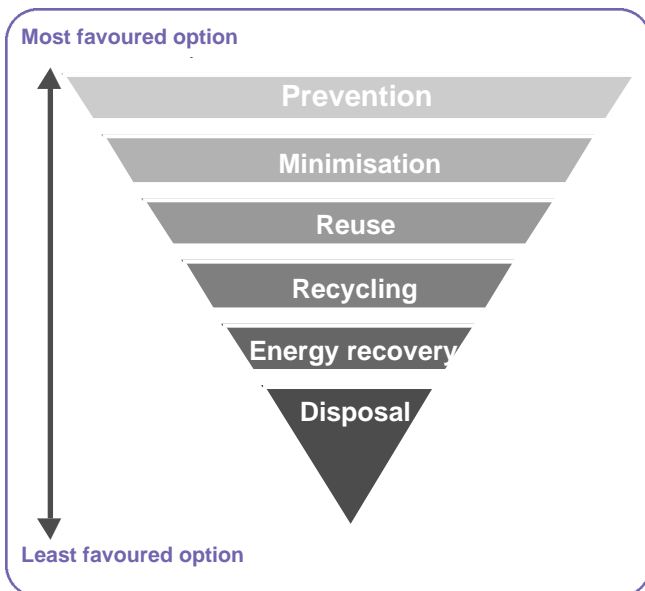 Most favoured option
Prevention
Minimisation
Reuse
Recycling
Energy recovery
Disposal
Least favoured option